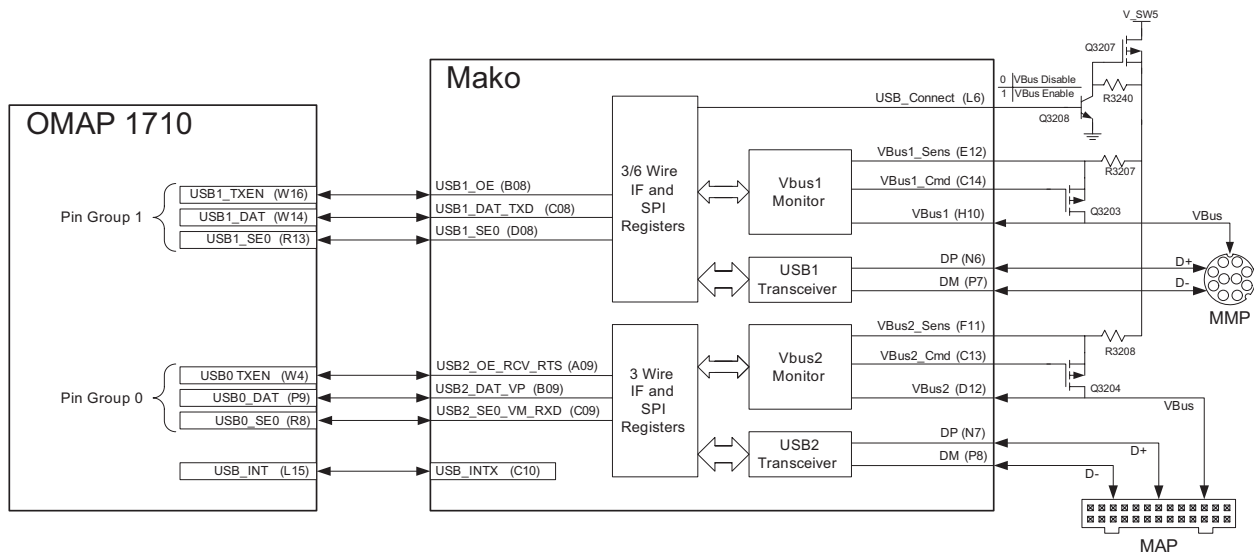 V_SW5
Q3207
Mako
0 VBus Disable
1 VBus Enable
USB_Connect (L6)
R3240
Q3208
OMAP 1710
VBus1_Sens (E12)
R3207
3/6 Wire
IF and
SPI
Registers
Vbus1
Monitor
VBus1_Cmd (C14)
Q3203
Pin Group 1
USB1_TXEN (W16)
USB1_OE (B08)
USB1_DAT (W14)
USB1_DAT_TXD (C08)
USB1_SE0 (R13)
USB1_SE0 (D08)
VBus1 (H10)
VBus
USB1
Transceiver
DP (N6)
D+
DM (P7)
D-
MMP
VBus2_Sens (F11)
R3208
3 Wire
IF and
SPI
Registers
Vbus2
Monitor
VBus2_Cmd (C13)
Q3204
Pin Group 0
USB0 TXEN (W4)
USB2_OE_RCV_RTS (A09)
USB0_DAT (P9)
USB2_DAT_VP (B09)
USB0_SE0 (R8)
USB2_SE0_VM_RXD (C09)
VBus2 (D12)
VBus
USB2
Transceiver
DP (N7)
D+
DM (P8)
D-
USB_INT (L15)
USB_INTX (C10)
MAP